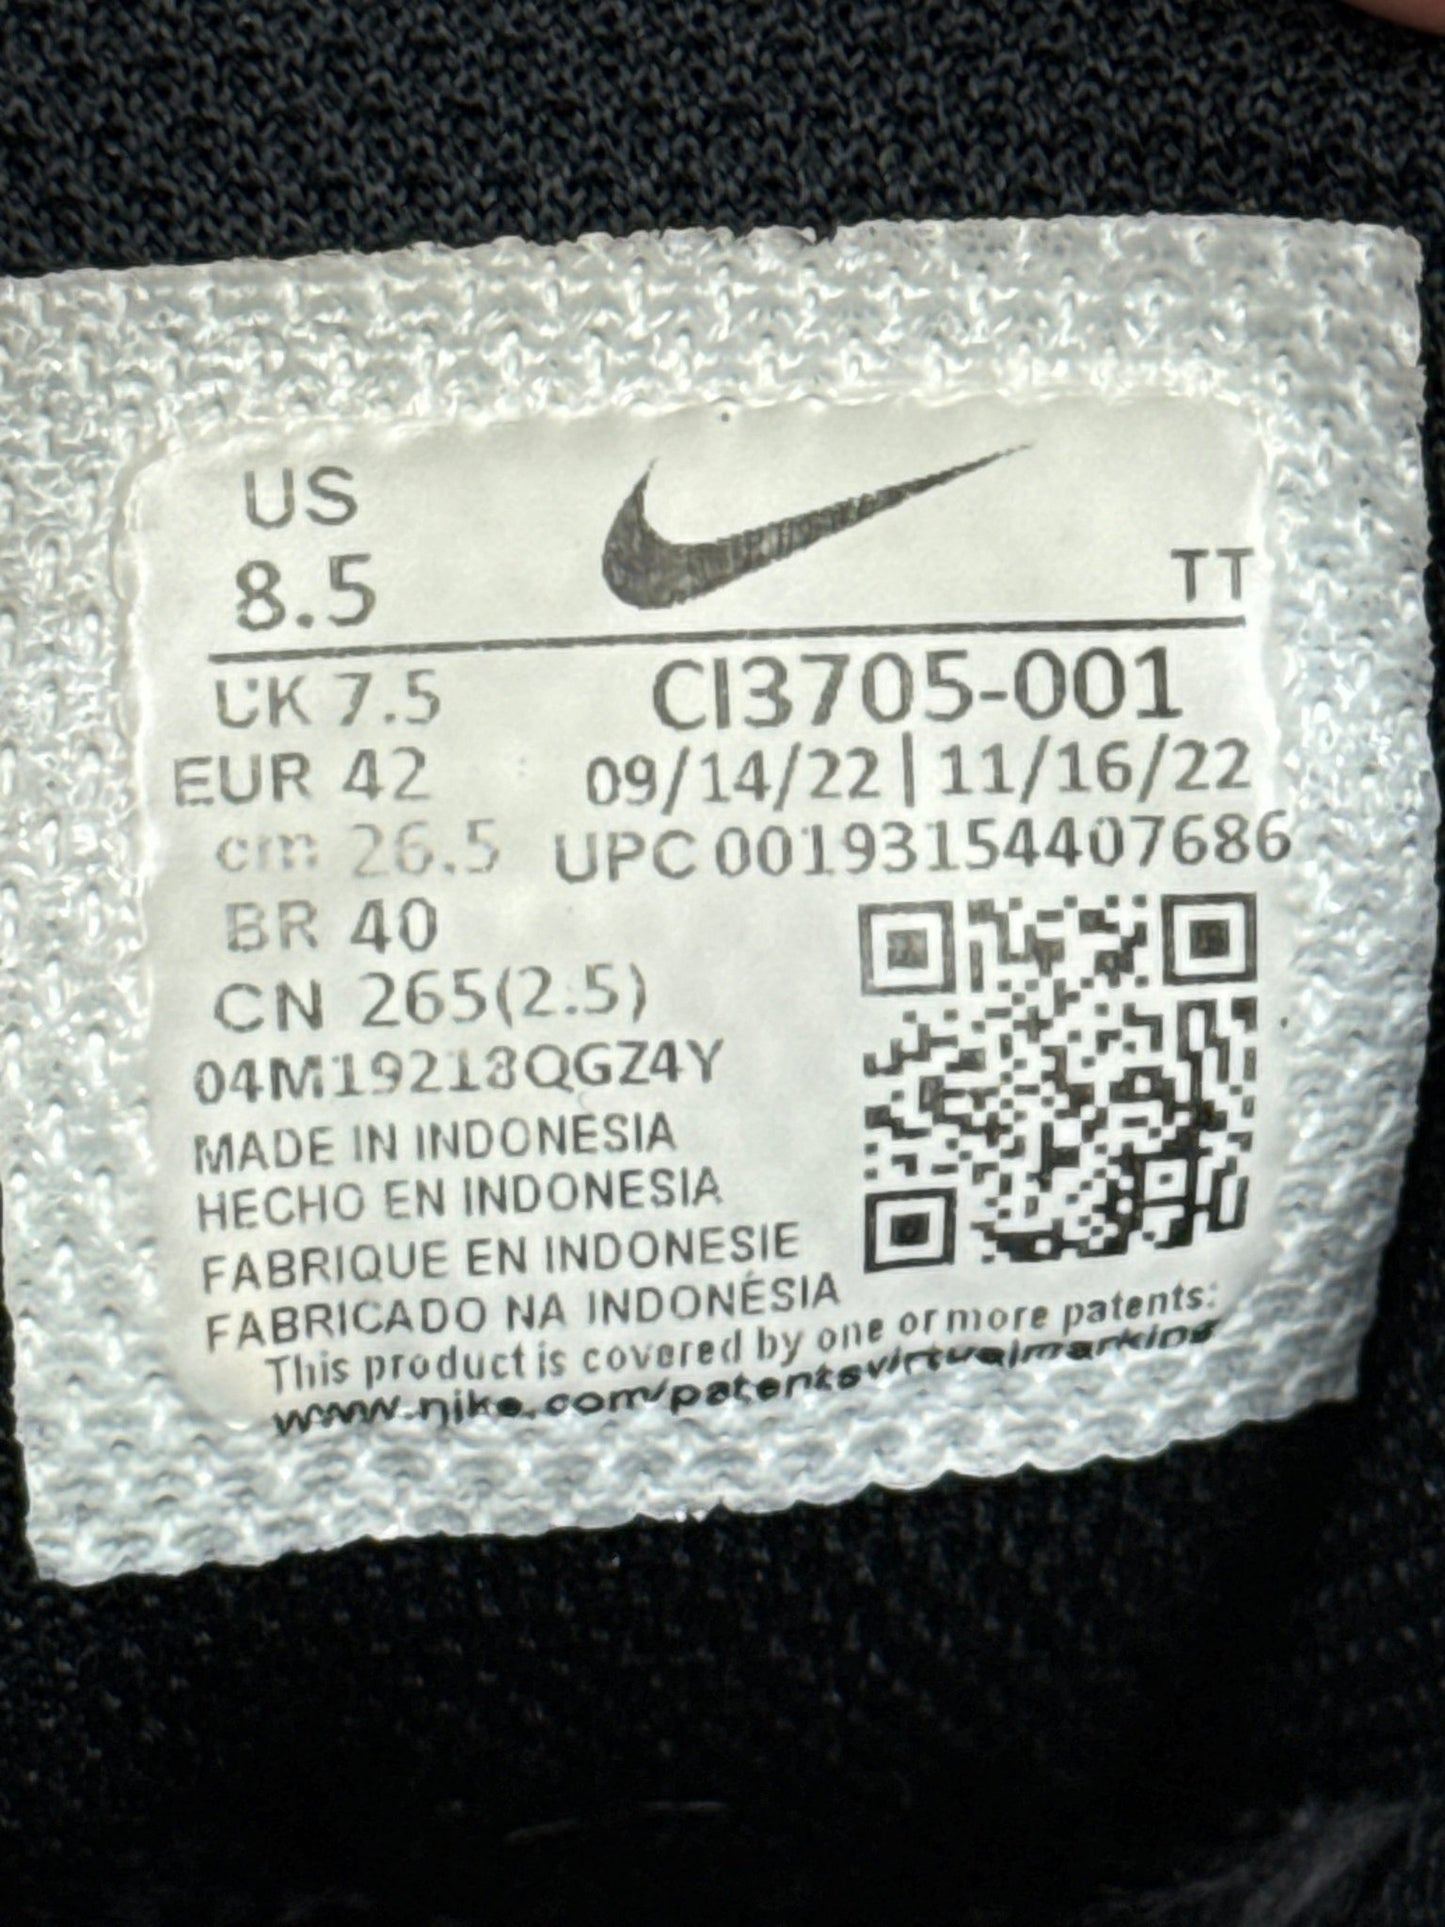 US
8.5
TT
UK 7.5
CI3705-001
EUR 42
09/14/22 | 11/16/22
cm 26.5
UPC 00193154407686
BR 40
CN 265(2.5)
04M19213QGZ4Y
MADE IN INDONESIA
HECHO EN INDONESIA
FABRIQUE EN INDONESIE
FABRICADO NA INDONÉSIA
This product is covered by one or more patents:
www.nike.com/patentsvirtualmarking